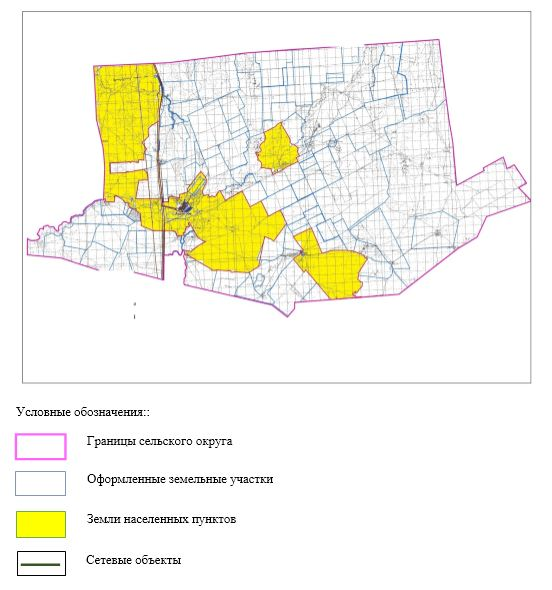 Условные обозначения::
Границы сельского округа
Оформленные земельные участки
Земли населенных пунктов
Сетевые объекты